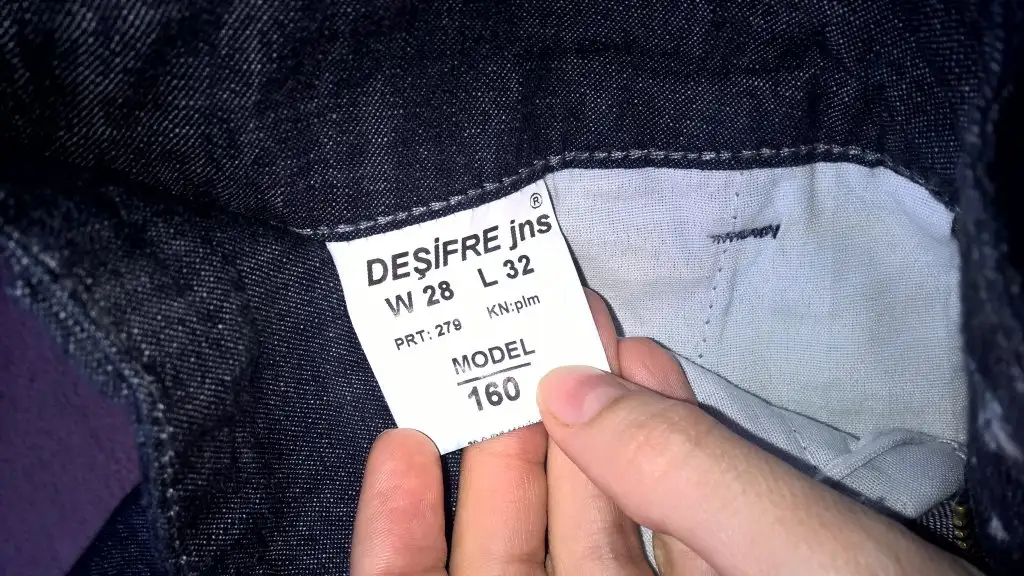 ®
DEŞİFRE jns
W 28 L 32
PRT: 279 KN:plm
MODEL
160